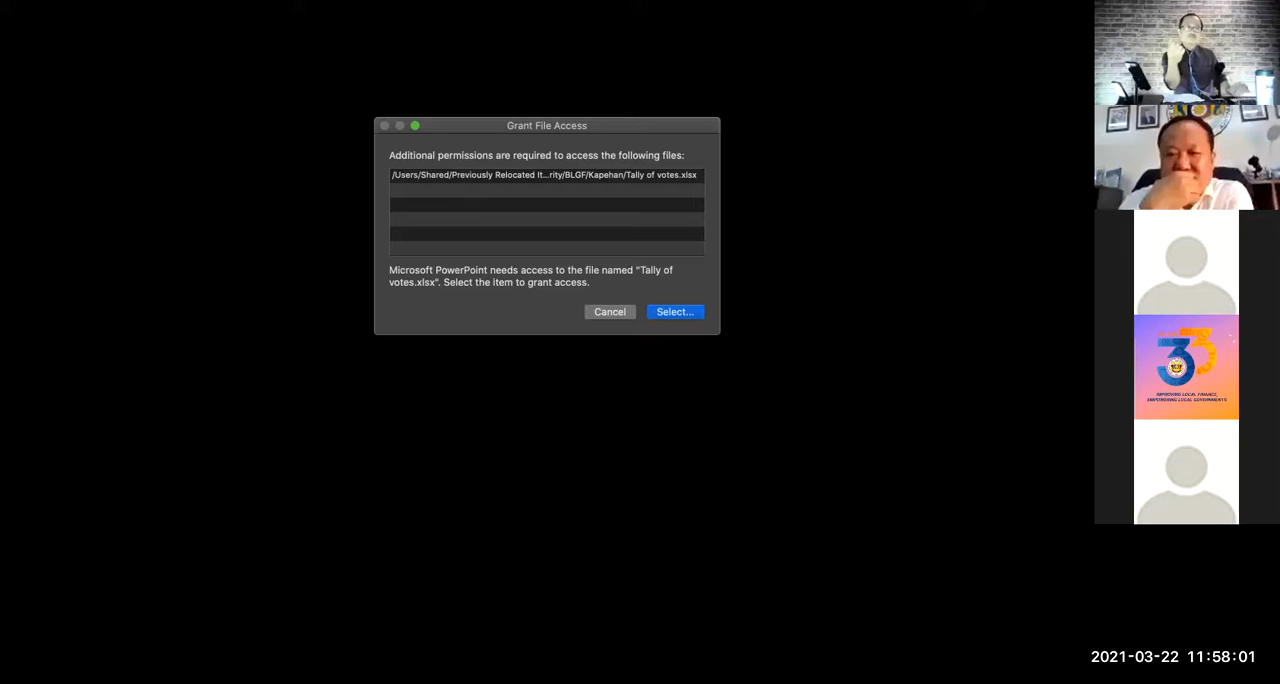 Grant File Access
Additional permissions are required to access the following files:
/Users/Shared/Previously Relocated It...rity/BLGF/Kapehan/Tally of votes.xlsx
Microsoft PowerPoint needs access to the file named "Tally of
votes.xlsx". Select the item to grant access.
Cancel
Select...
33
IMPROVING LOCAL FINANCE,
EMPOWERING LOCAL GOVERNMENTS
2021-03-22 11:58:01